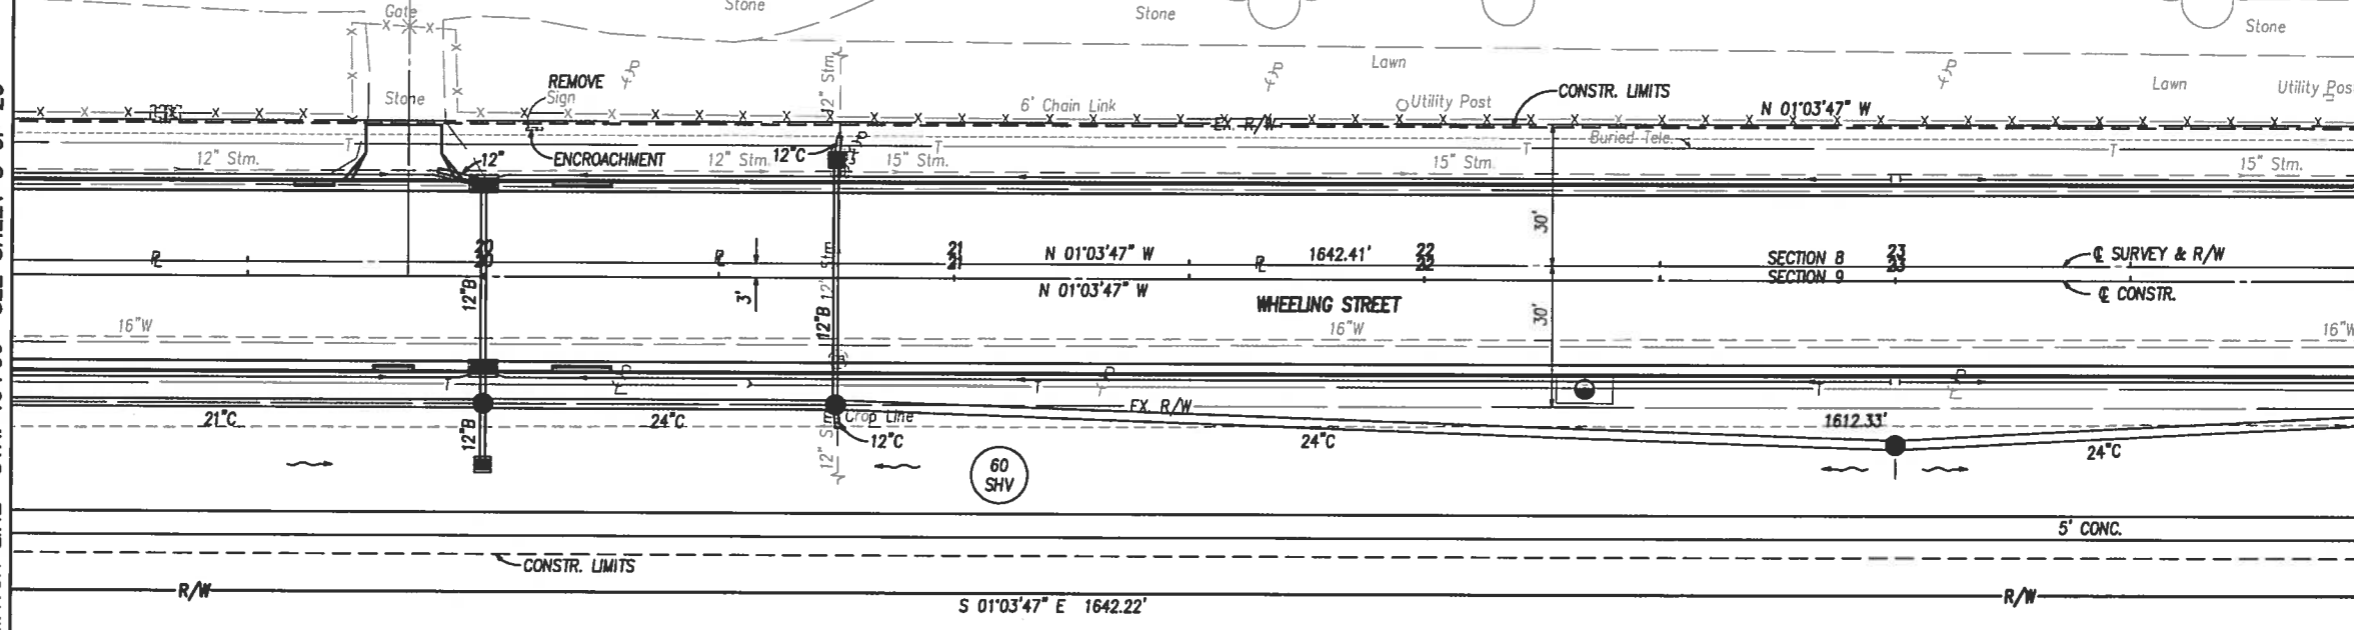 Gate
Stone
Stone
Stone
Lawn
Lawn
Utility Post
REMOVE
Sign
12" Stm.
6' Chain Link
Utility Post
CONSTR. LIMITS
N 01°03'47" W
Stone
EX. R/W
T
T
T
T
Buried Tele.
12" Stm.
12"
ENCROACHMENT
12" Stm.
12"C
15" Stm.
15" Stm.
15" Stm.
30'
20
20
21
21
N 01°03'47" W
1642.41'
22
22
SECTION 8
23
23
℄ SURVEY & R/W
SECTION 9
N 01°03'47" W
℄ CONSTR.
12"B
3'
12"B
12" Stm.
WHEELING STREET
30'
16"W
16"W
16"W
T
T
T
EX. R/W
21"C
24"C
Crop Line
1612.33'
12"B
12" Stm.
12"C
24"C
24"C
60
SHV
5' CONC.
CONSTR. LIMITS
R/W
S 01°03'47" E 1642.22'
R/W